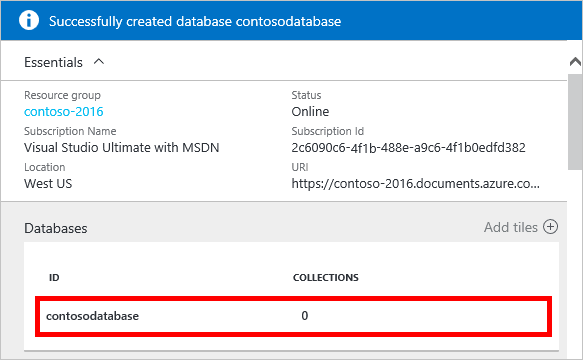 Successfully created database contosodatabase
Essentials
Resource group
contoso-2016
Status
Online
Subscription Name
Visual Studio Ultimate with MSDN
Subscription Id
2c6090c6-4f1b-488e-a9c6-4f1b0edfd382
Location
West US
URI
https://contoso-2016.documents.azure.co...
Databases
Add tiles
ID COLLECTIONS
contosodatabase 0